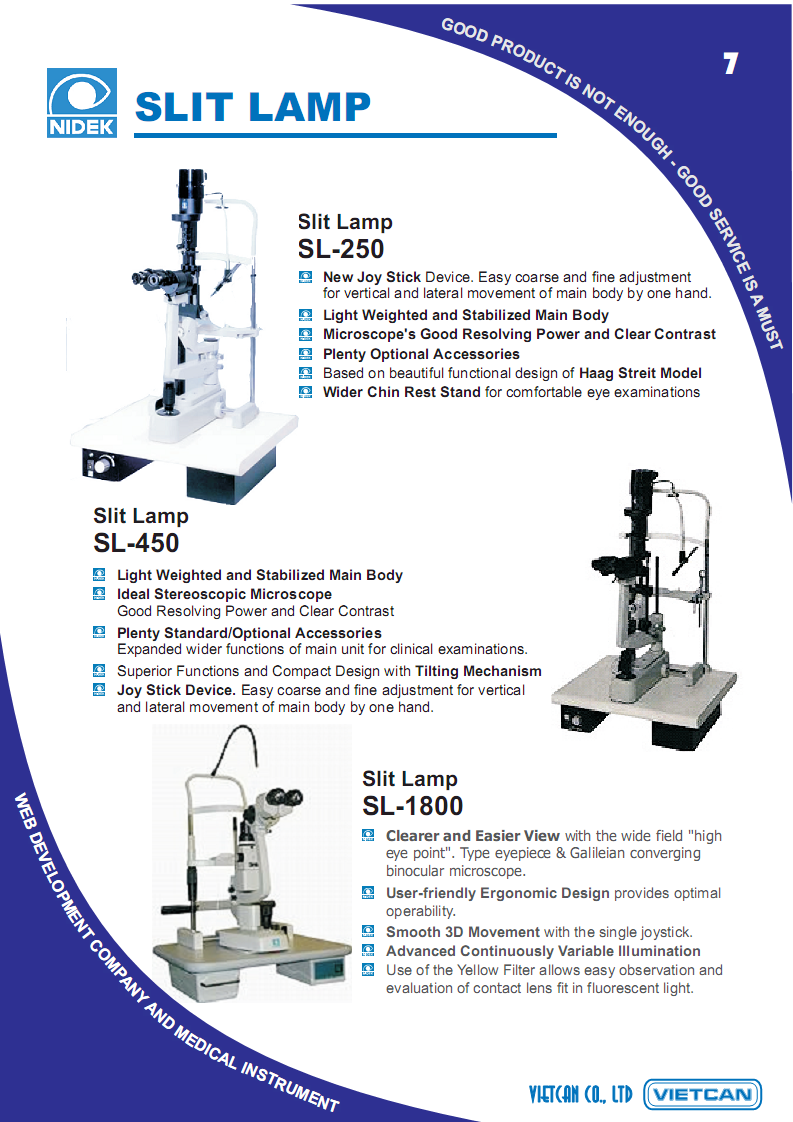 GOOD PRODUCT IS NOT ENOUGH - GOOD SERVICE IS A MUST
7
NIDEK
SLIT LAMP
Slit Lamp
SL-250
New Joy Stick Device. Easy coarse and fine adjustment
for vertical and lateral movement of main body by one hand.
Light Weighted and Stabilized Main Body
Microscope's Good Resolving Power and Clear Contrast
Plenty Optional Accessories
Based on beautiful functional design of Haag Streit Model
Wider Chin Rest Stand for comfortable eye examinations
Slit Lamp
SL-450
Light Weighted and Stabilized Main Body
Ideal Stereoscopic Microscope
Good Resolving Power and Clear Contrast
Plenty Standard/Optional Accessories
Expanded wider functions of main unit for clinical examinations.
Superior Functions and Compact Design with Tilting Mechanism
Joy Stick Device. Easy coarse and fine adjustment for vertical
and lateral movement of main body by one hand.
Slit Lamp
SL-1800
Clearer and Easier View with the wide field "high
eye point". Type eyepiece & Galileian converging
binocular microscope.
User-friendly Ergonomic Design provides optimal
operability.
Smooth 3D Movement with the single joystick.
Advanced Continuously Variable Illumination
Use of the Yellow Filter allows easy observation and
evaluation of contact lens fit in fluorescent light.
WEB DEVELOPMENT COMPANY AND MEDICAL INSTRUMENT
VIETCAN CO., LTD
VIETCAN